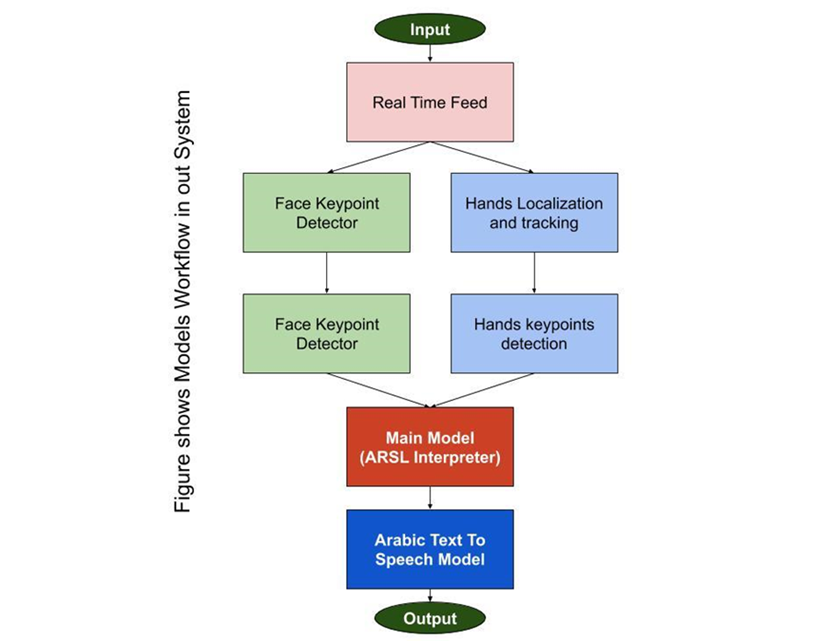 Input
Real Time Feed
Face Keypoint
Detector
Hands Localization
and tracking
Face Keypoint
Detector
Hands keypoints
detection
Main Model
(ARSL Interpreter)
Arabic Text To
Speech Model
Output
Figure shows Models Workflow in out System